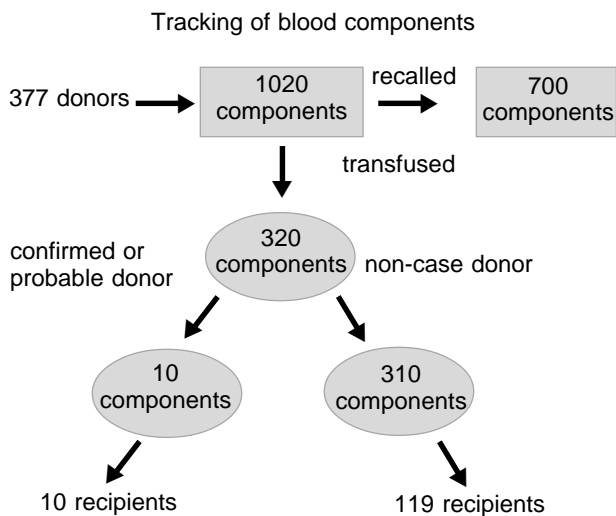 Tracking of blood components
377 donors
1020
components
recalled
700
components
transfused
320
components
confirmed or
probable donor
non-case donor
10
components
310
components
10 recipients
119 recipients